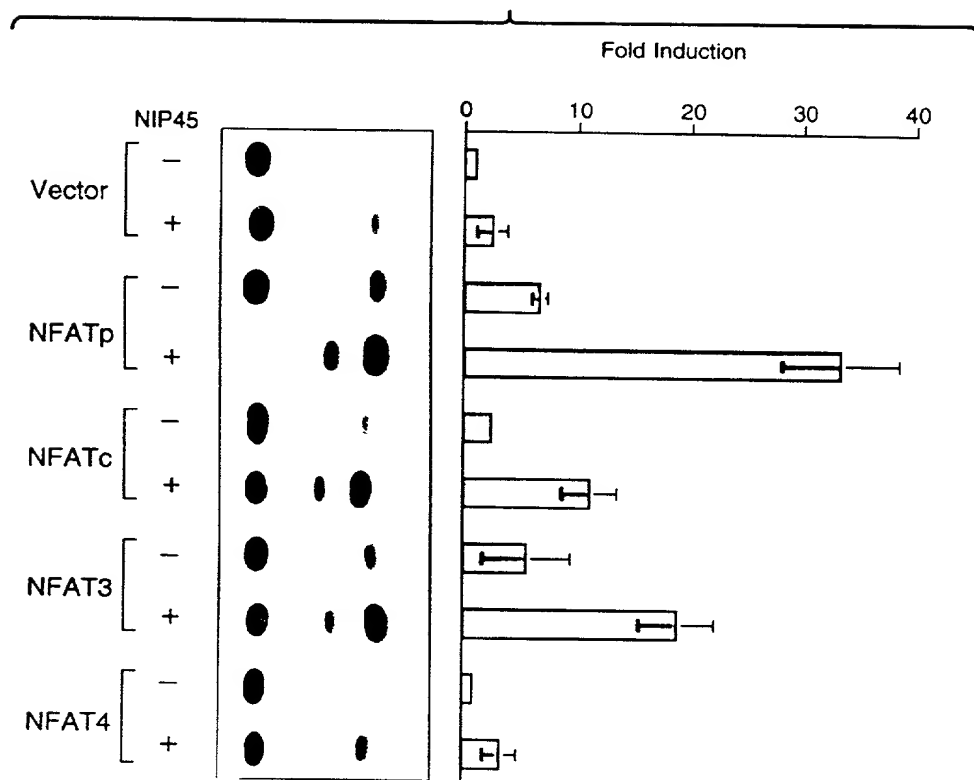 Fold Induction
NIP45
0 10 20 30 40
Vector
−
+
NFATp
−
+
NFATc
−
+
NFAT3
−
+
NFAT4
−
+